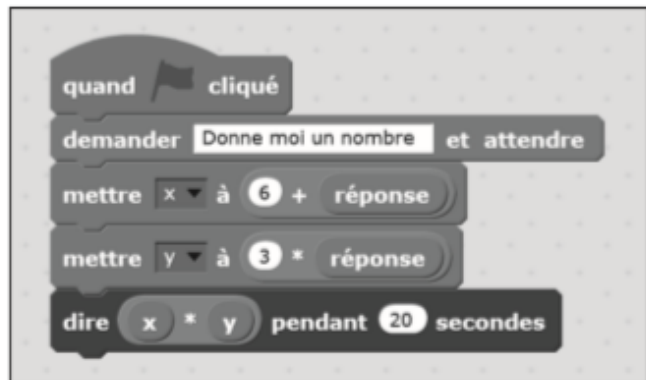 quand cliqué
demander Donne moi un nombre et attendre
mettre x à 6 + réponse
mettre y à 3 * réponse
dire x * y pendant 20 secondes